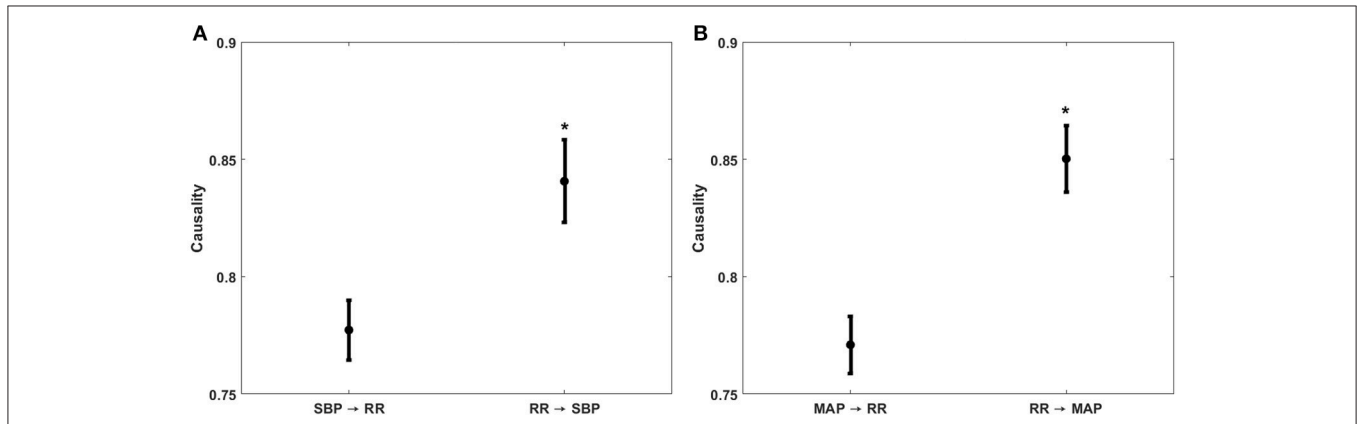 A
B
0.9
0.85
0.8
0.75
Causality
*
SBP → RR
RR → SBP
0.9
0.85
0.8
0.75
Causality
*
MAP → RR
RR → MAP